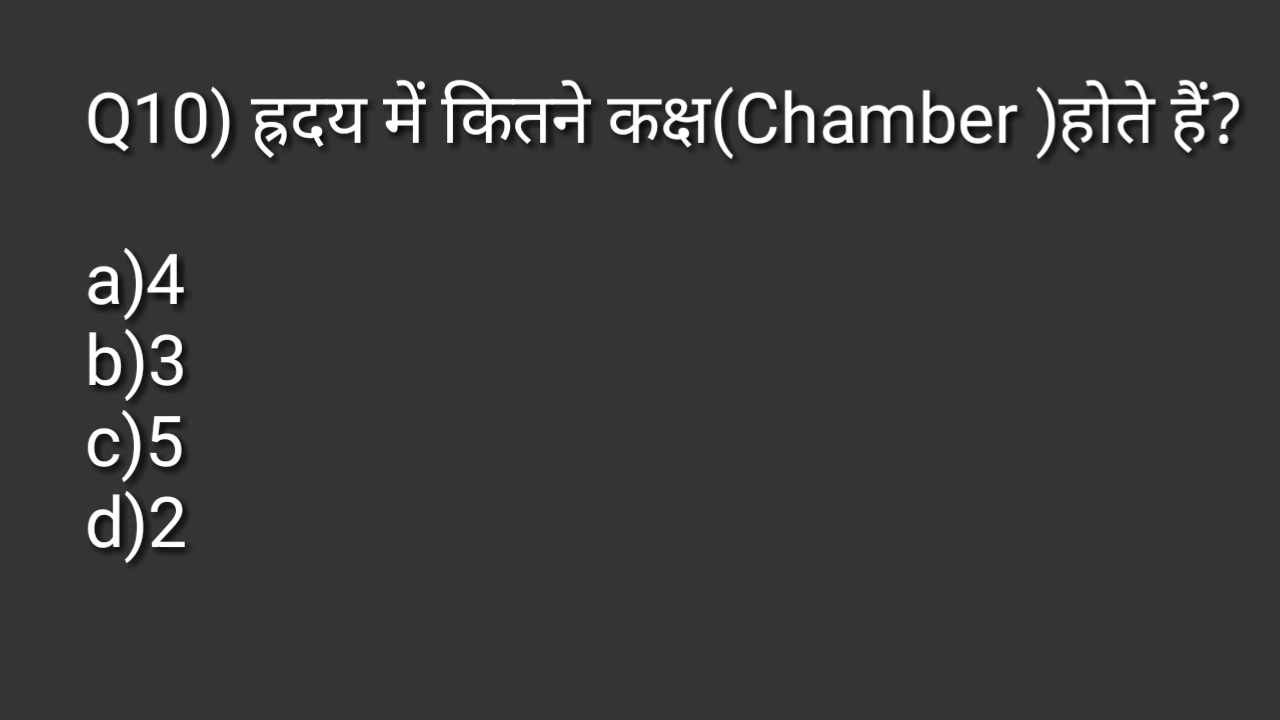 Q10) ह्रदय में कितने कक्ष(Chamber )होते हैं?
a)4
b)3
c)5
d)2